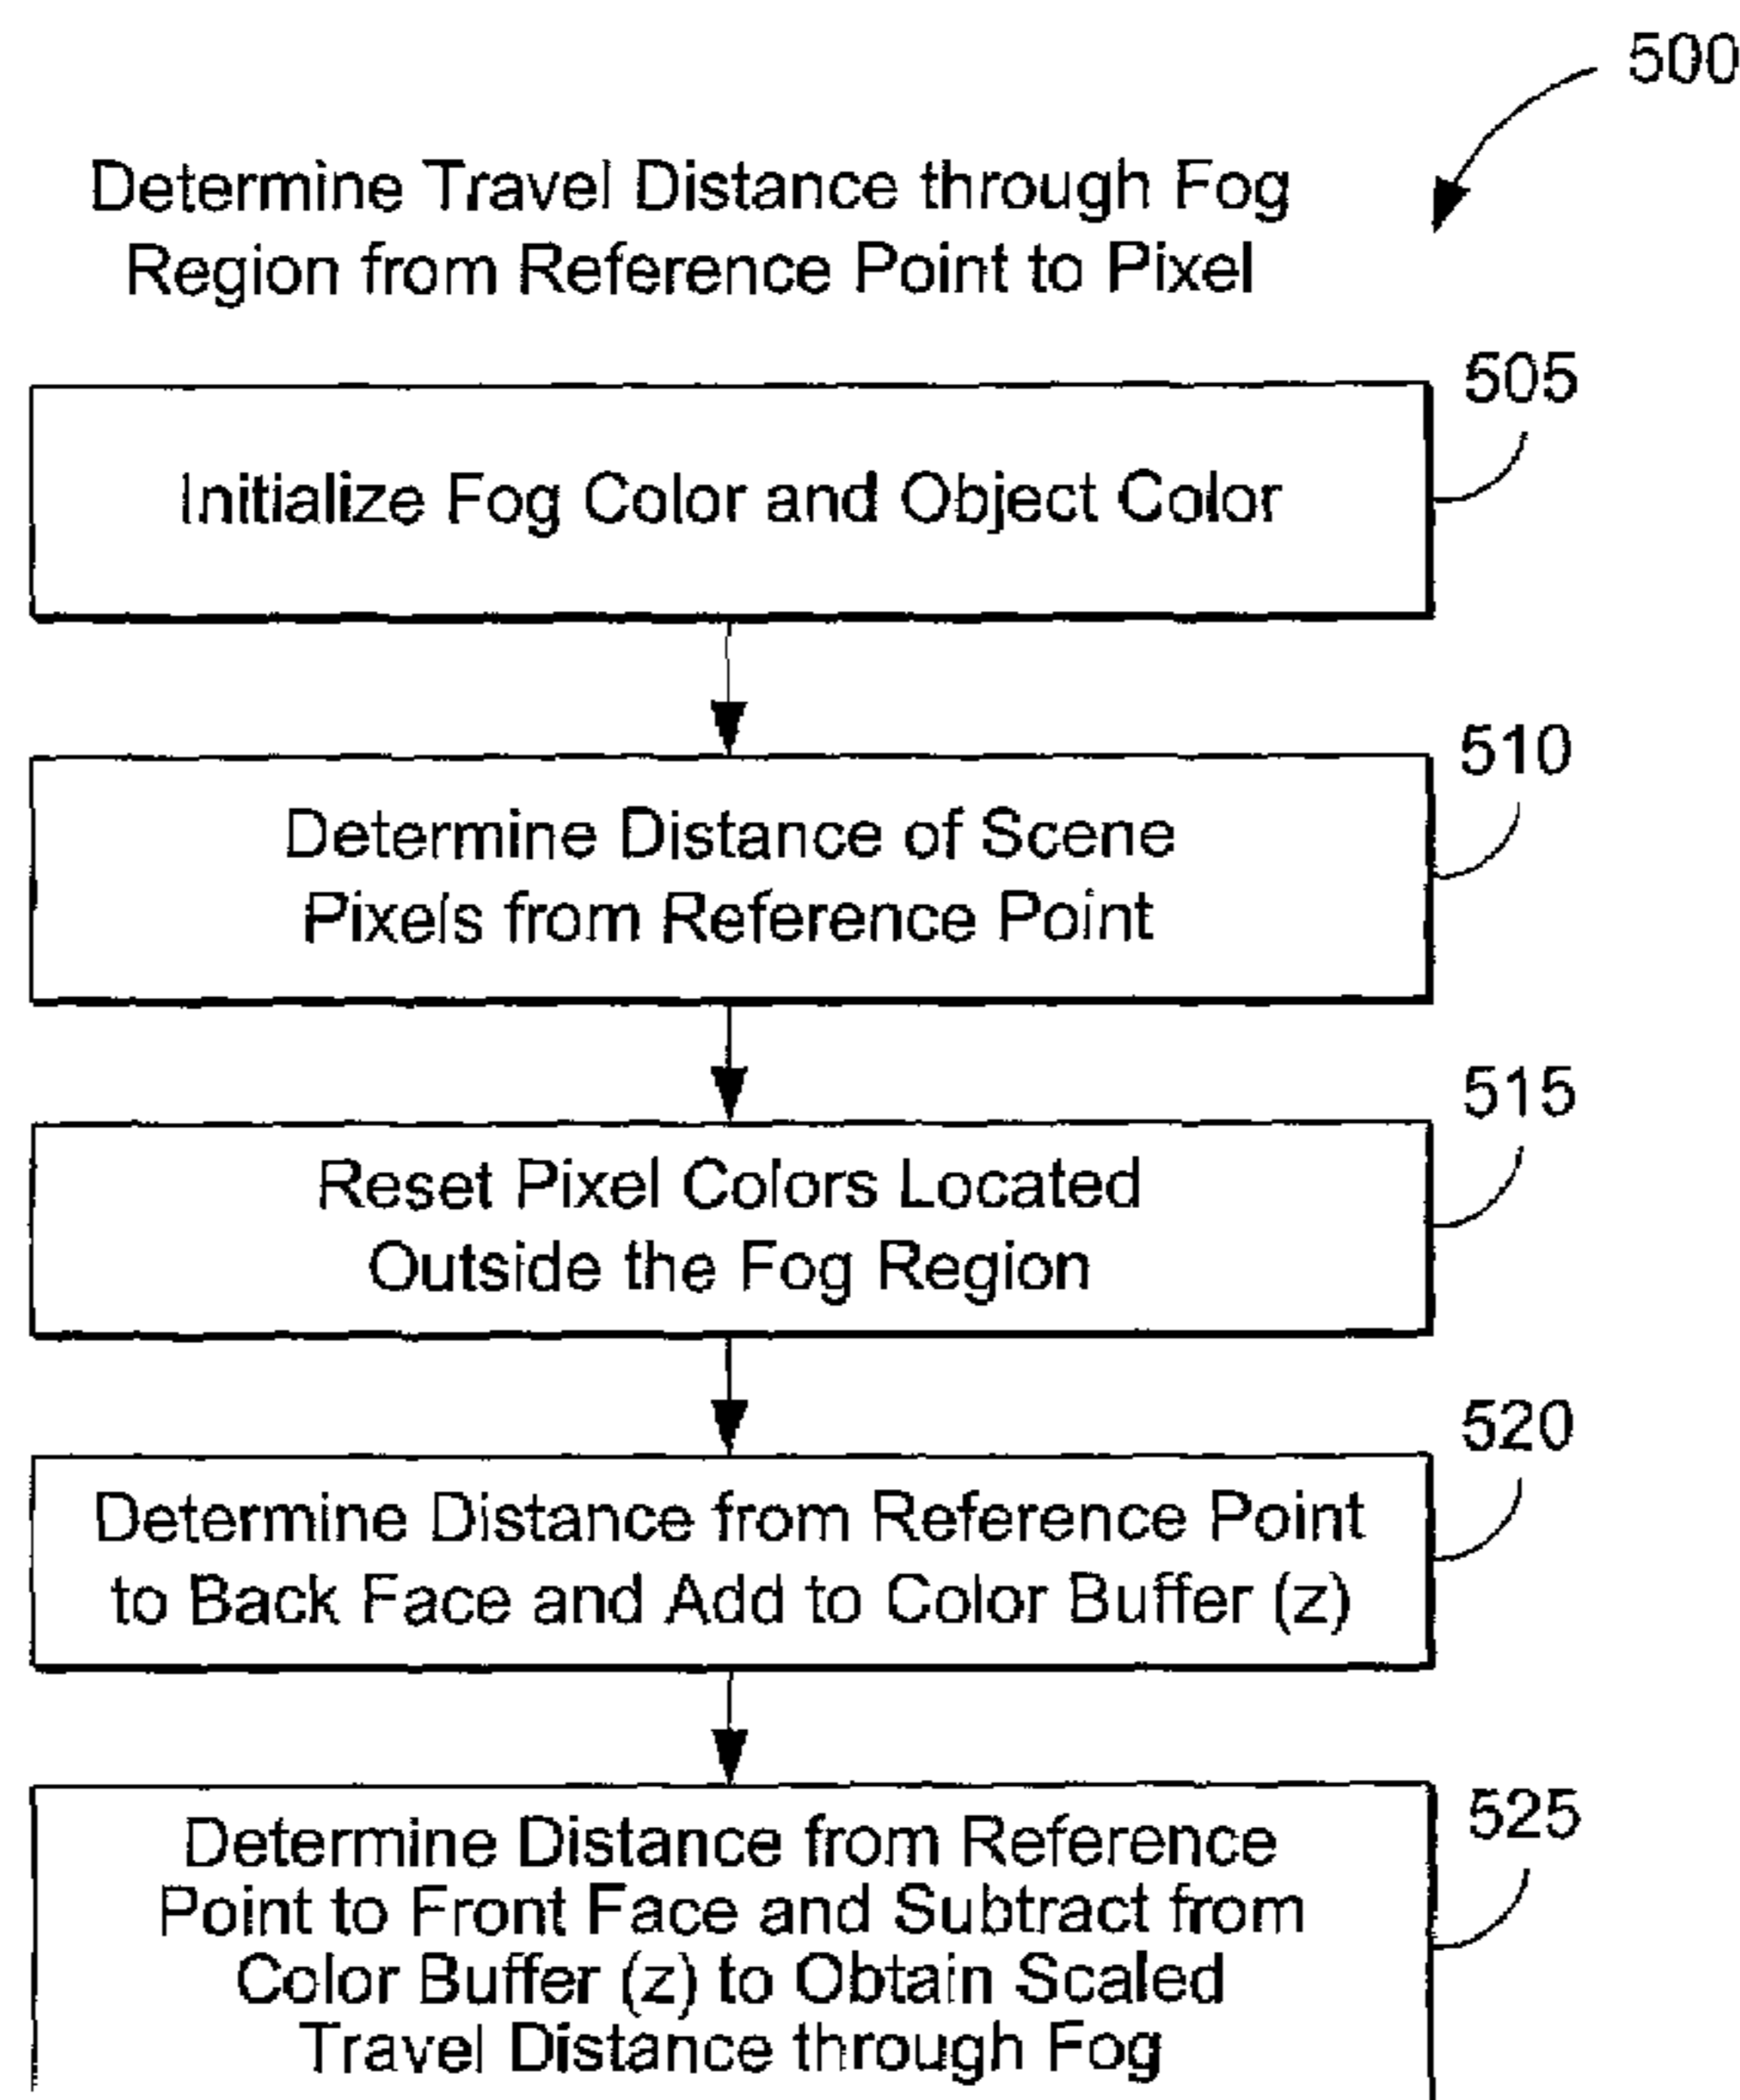 500
Determine Travel Distance through Fog
Region from Reference Point to Pixel
505
Initialize Fog Color and Object Color
510
Determine Distance of Scene
Pixels from Reference Point
515
Reset Pixel Colors Located
Outside the Fog Region
520
Determine Distance from Reference Point
to Back Face and Add to Color Buffer (z)
525
Determine Distance from Reference
Point to Front Face and Subtract from
Color Buffer (z) to Obtain Scaled
Travel Distance through Fog